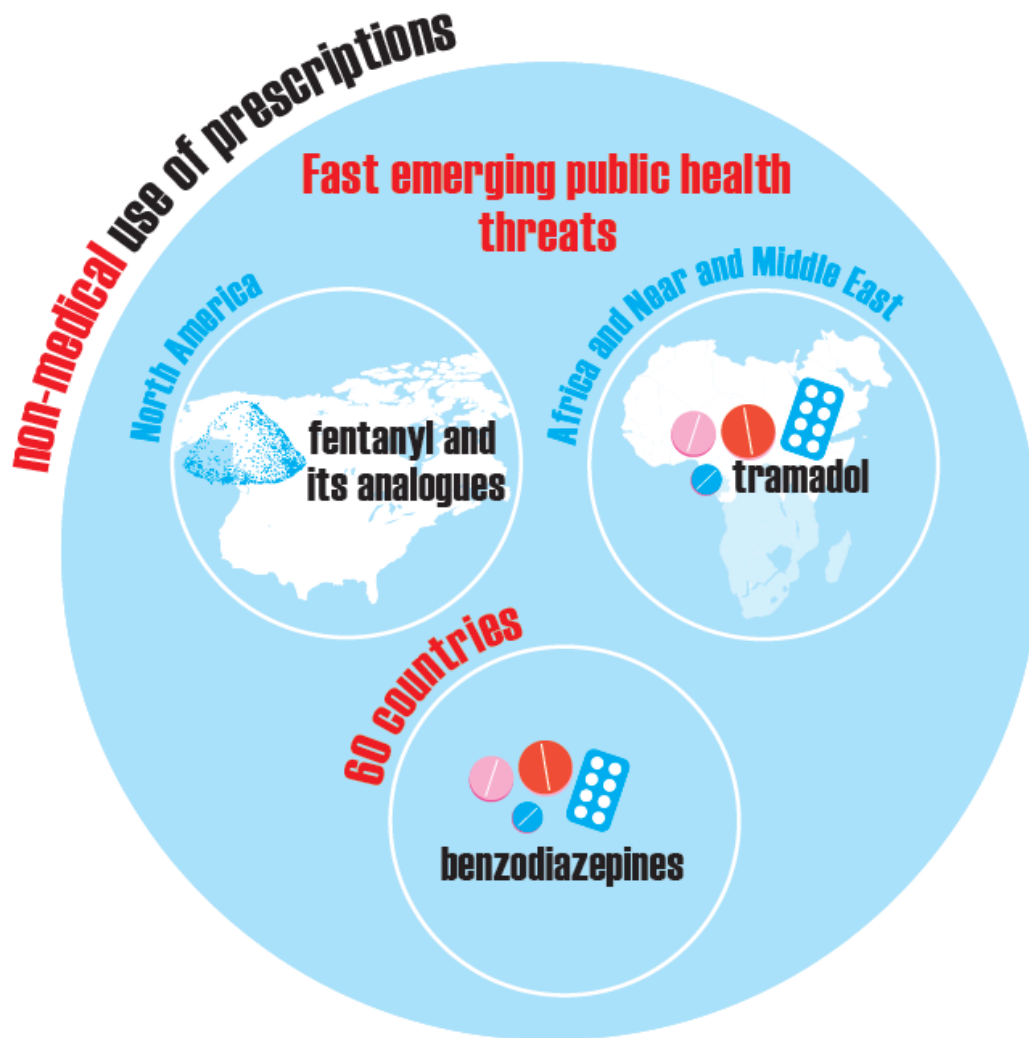 non-medical use of prescriptions
Fast emerging public health
threats
North America
fentanyl and
its analogues
Africa and Near and Middle East
tramadol
60 countries
benzodiazepines